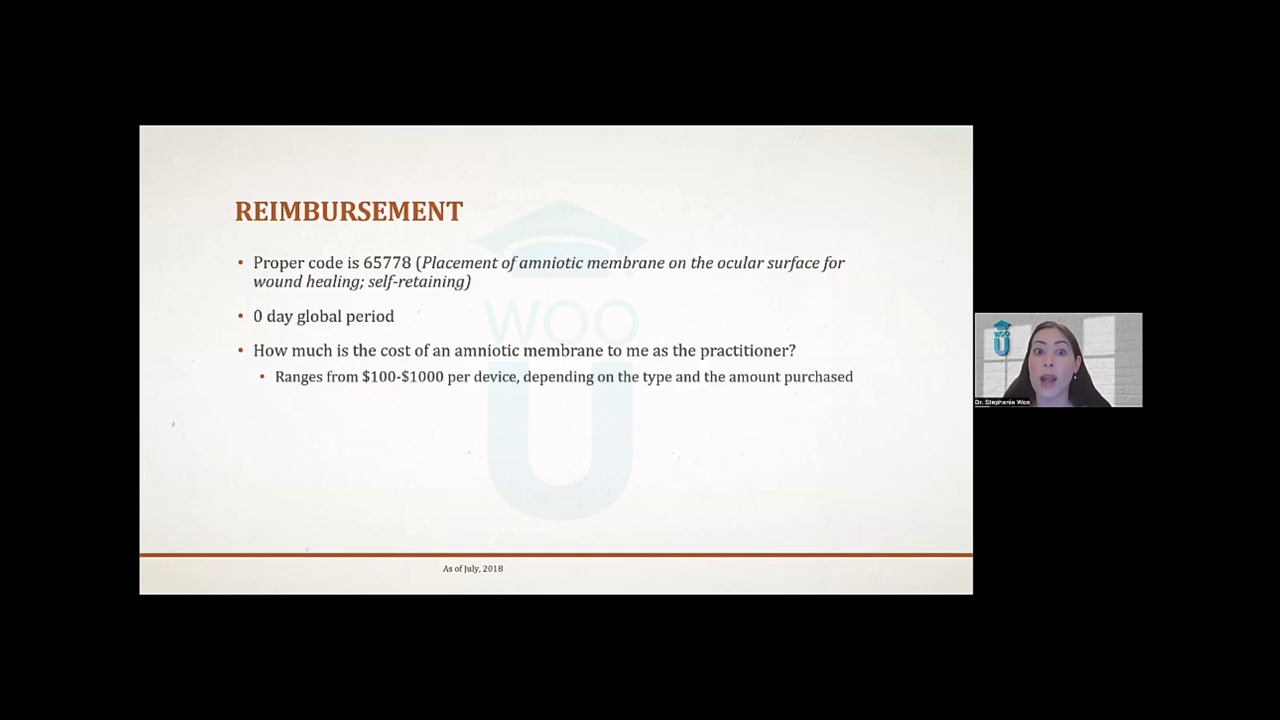 REIMBURSEMENT
• Proper code is 65778 (Placement of amniotic membrane on the ocular surface for
wound healing; self-retaining)
• 0 day global period
• How much is the cost of an amniotic membrane to me as the practitioner?
• Ranges from $100-$1000 per device, depending on the type and the amount purchased
WOO
U
As of July, 2018
WOO
U
Dr. Stephanie Woo